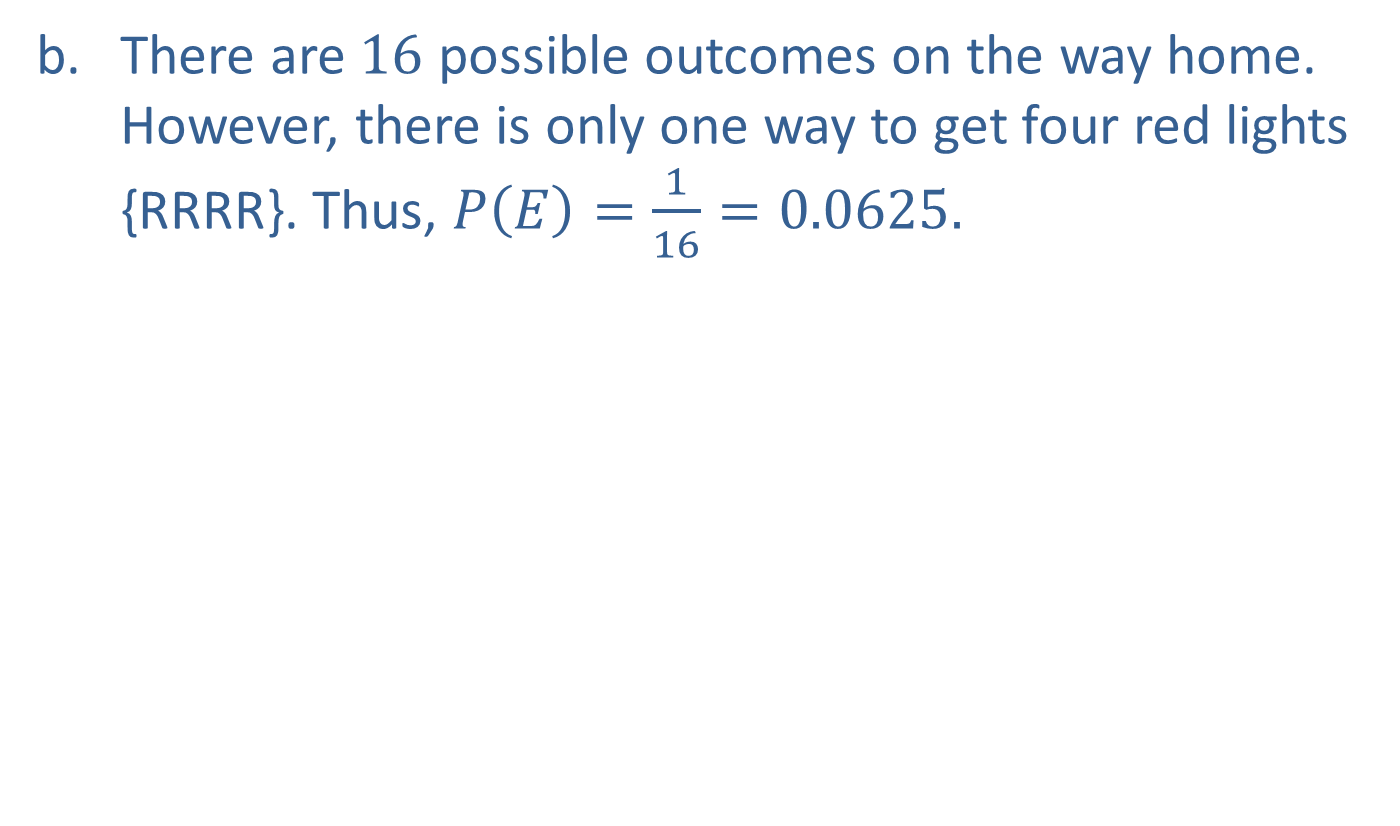 b. There are 16 possible outcomes on the way home.
However, there is only one way to get four red lights
{RRRR}. Thus, P(E) = 1/16 = 0.0625.